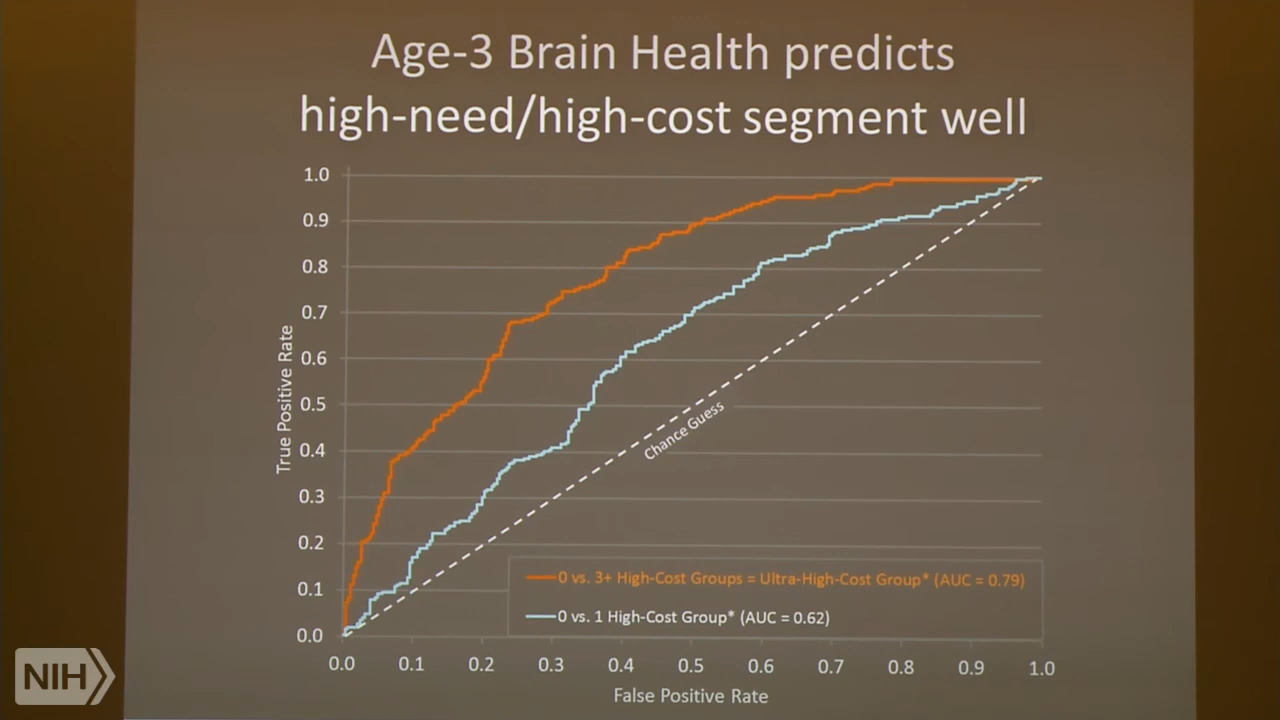 Age-3 Brain Health predicts
high-need/high-cost segment well
1.0
0.9
0.8
0.7
0.6
0.5
0.4
0.3
0.2
0.1
0.0
True Positive Rate
Chance Guess
0 vs. 3+ High-Cost Groups = Ultra-High-Cost Group* (AUC = 0.79)
0 vs. 1 High-Cost Group* (AUC = 0.62)
0.0 0.1 0.2 0.3 0.4 0.5 0.6 0.7 0.8 0.9 1.0
False Positive Rate
NIH